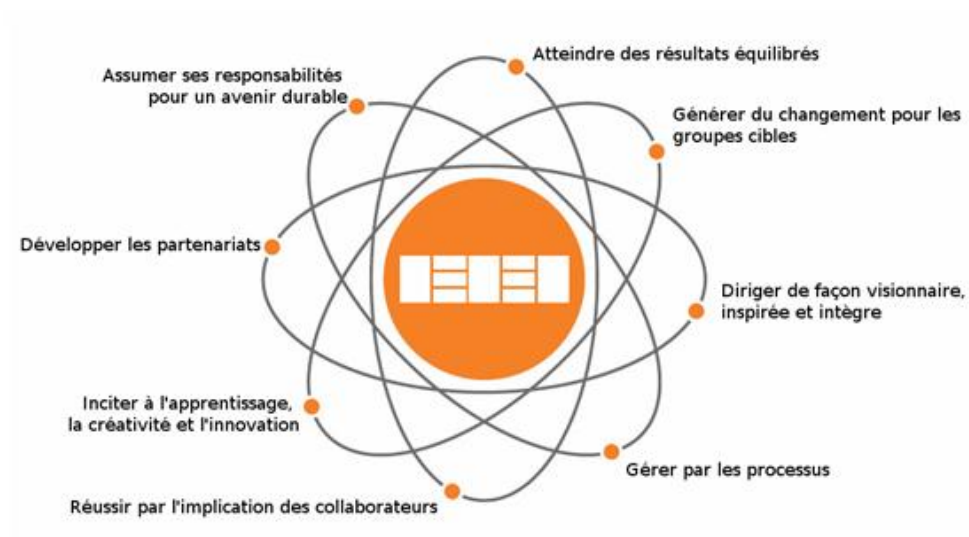 Atteindre des résultats équilibrés
Générer du changement pour les
groupes cibles
Diriger de façon visionnaire,
inspirée et intègre
Gérer par les processus
Réussir par l'implication des collaborateurs
Inciter à l'apprentissage,
la créativité et l'innovation
Développer les partenariats
Assumer ses responsabilités
pour un avenir durable